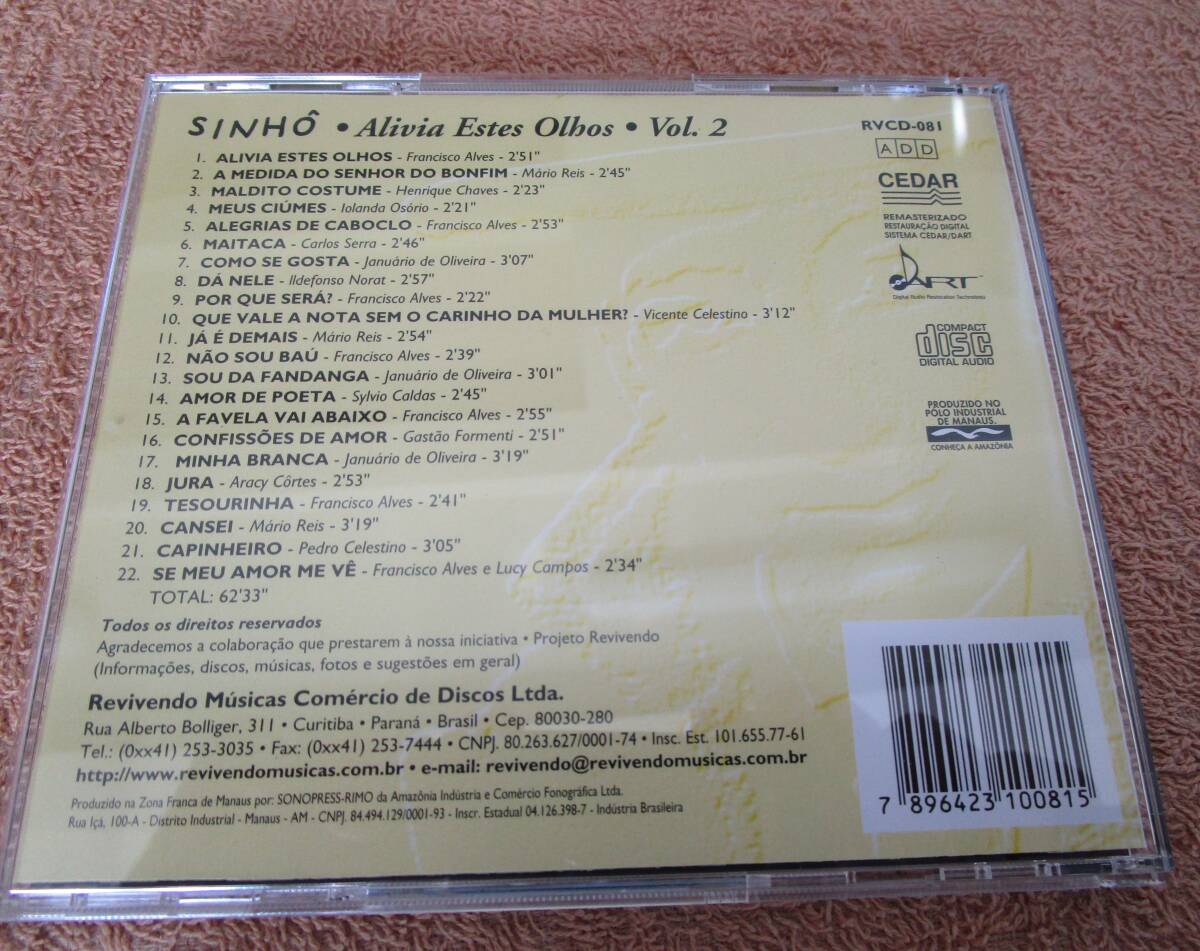 SINHÔ • Alivia Estes Olhos • Vol. 2
1. ALIVIA ESTES OLHOS - Francisco Alves - 2'51"
2. A MEDIDA DO SENHOR DO BONFIM - Mário Reis - 2'45"
3. MALDITO COSTUME - Henrique Chaves - 2'23"
4. MEUS CIÚMES - Iolanda Osório - 2'21"
5. ALEGRIAS DE CABOCLO - Francisco Alves - 2'53"
6. MAITACA - Carlos Serra - 2'46"
7. COMO SE GOSTA - Januário de Oliveira - 3'07"
8. DÁ NELE - Ildefonso Norat - 2'57"
9. POR QUE SERÁ? - Francisco Alves - 2'22"
10. QUE VALE A NOTA SEM O CARINHO DA MULHER? - Vicente Celestino - 3'12"
11. JÁ É DEMAIS - Mário Reis - 2'54"
12. NÃO SOU BAÚ - Francisco Alves - 2'39"
13. SOU DA FANDANGA - Januário de Oliveira - 3'01"
14. AMOR DE POETA - Sylvio Caldas - 2'45"
15. A FAVELA VAI ABAIXO - Francisco Alves - 2'55"
16. CONFISSÕES DE AMOR - Gastão Formenti - 2'51"
17. MINHA BRANCA - Januário de Oliveira - 3'19"
18. JURA - Aracy Côrtes - 2'53"
19. TESOURINHA - Francisco Alves - 2'41"
20. CANSEI - Mário Reis - 3'19"
21. CAPINHEIRO - Pedro Celestino - 3'05"
22. SE MEU AMOR ME VÊ - Francisco Alves e Lucy Campos - 2'34"
TOTAL: 62'33"
Todos os direitos reservados
Agradecemos a colaboração que prestarem à nossa iniciativa • Projeto Revivendo
(Informações, discos, músicas, fotos e sugestões em geral)
Revivendo Músicas Comércio de Discos Ltda.
Rua Alberto Bolliger, 311 • Curitiba • Paraná • Brasil • Cep. 80030-280
Tel.: (0xx41) 253-3035 • Fax: (0xx41) 253-7444 • CNPJ. 80.263.627/0001-74 • Insc. Est. 101.655.77-61
http://www.revivendomusicas.com.br • e-mail: revivendo@revivendomusicas.com.br
Produzido na Zona Franca de Manaus por: SONOPRESS-RIMO da Amazônia Indústria e Comércio Fonográfica Ltda.
Rua Içá, 100-A - Distrito Industrial - Manaus - AM - CNPJ. 84.494.129/0001-93 - Inscr. Estadual 04.126.398-7 - Indústria Brasileira
RVCD-081
ADD
CEDAR
REMASTERIZADO
RESTAURAÇÃO DIGITAL
SISTEMA CEDAR/DART
DART™
Digital Audio Restoration Technology
COMPACT
disc
DIGITAL AUDIO
PRODUZIDO NO
PÓLO INDUSTRIAL
DE MANAUS.
CONHEÇA A AMAZÔNIA
7 896423 100815